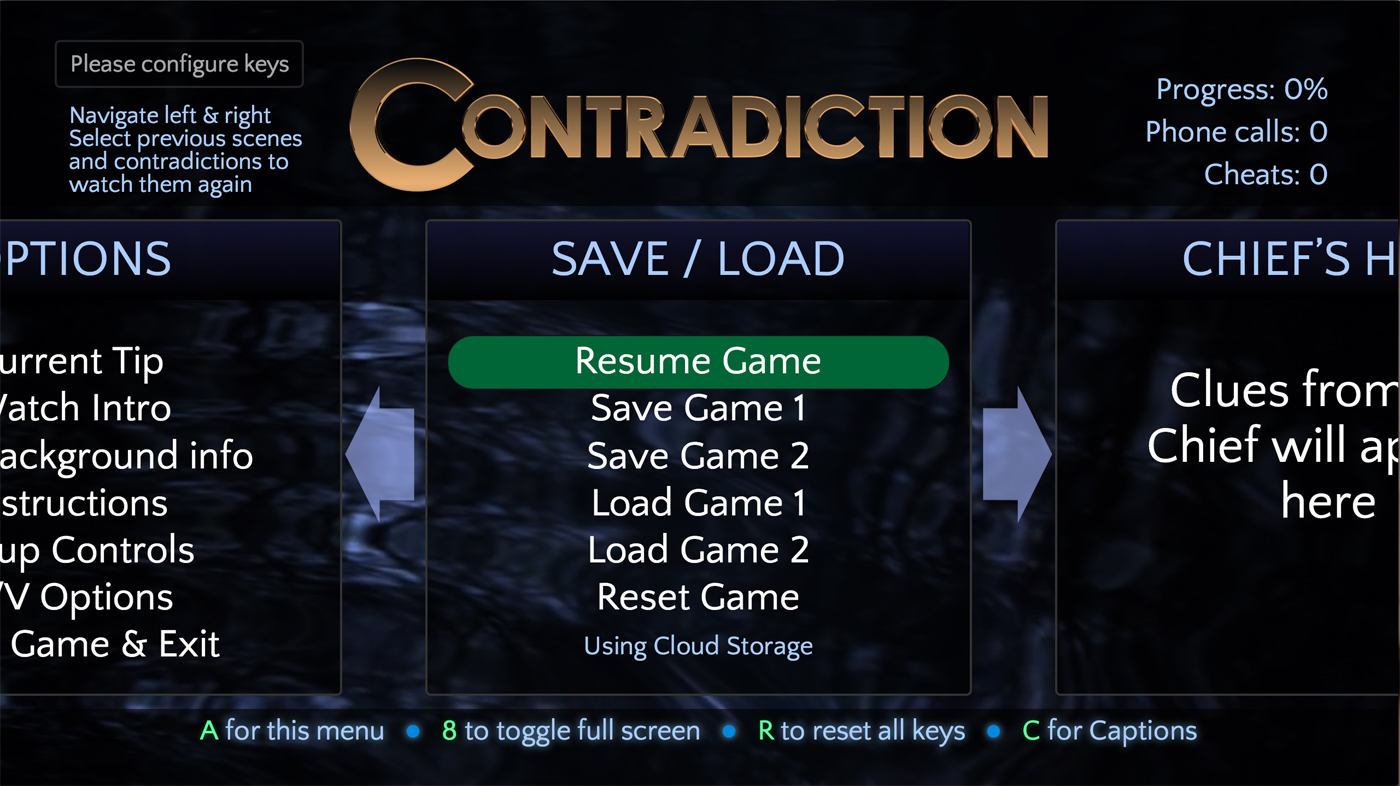 Please configure keys
Navigate left & right
Select previous scenes
and contradictions to
watch them again
CONTRADICTION
Progress: 0%
Phone calls: 0
Cheats: 0
PTIONS
urrent Tip
Vatch Intro
ackground info
structions
up Controls
/V Options
Game & Exit
SAVE / LOAD
Resume Game
Save Game 1
Save Game 2
Load Game 1
Load Game 2
Reset Game
Using Cloud Storage
CHIEF'S H
Clues from
Chief will ap
here
A for this menu • 8 to toggle full screen • R to reset all keys • C for Captions